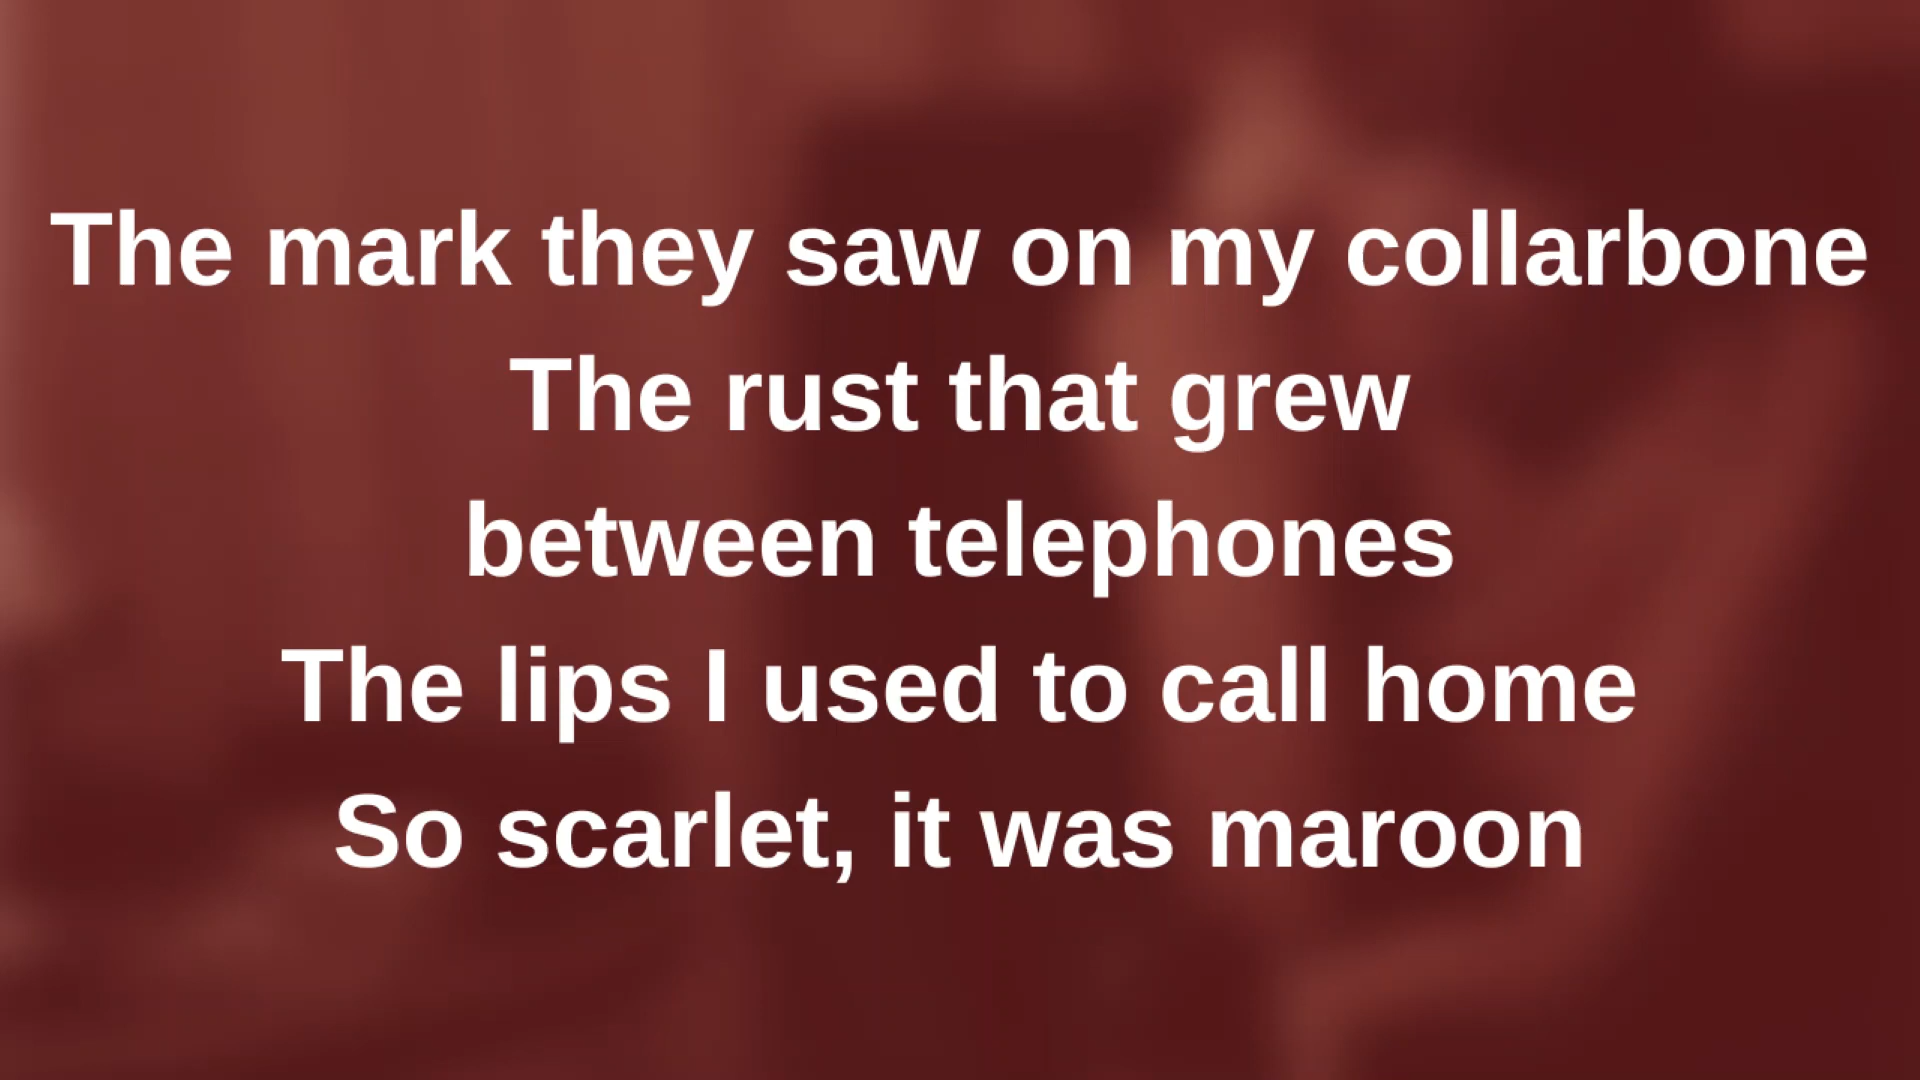 The mark they saw on my collarbone
The rust that grew
between telephones
The lips I used to call home
So scarlet, it was maroon